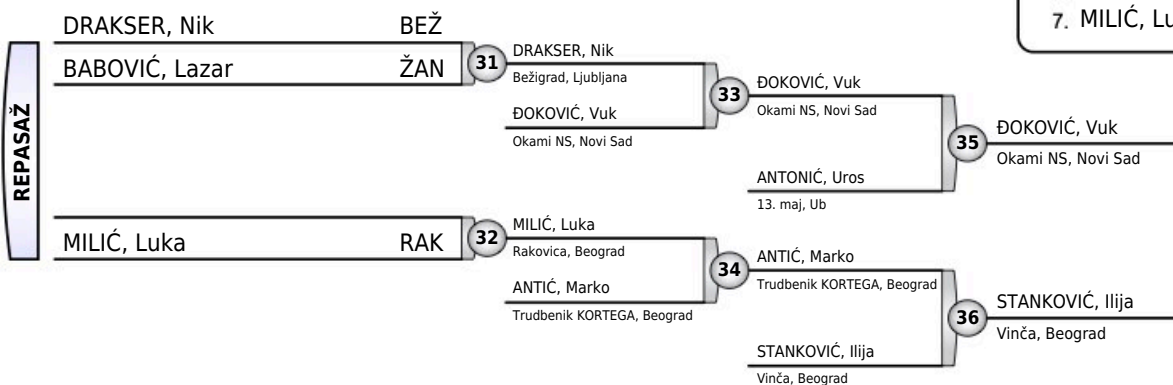 7. MILIĆ, Lu
REPASAŽ
DRAKSER, Nik BEŽ
BABOVIĆ, Lazar ŽAN
31
DRAKSER, Nik
Bežigrad, Ljubljana
ĐOKOVIĆ, Vuk
Okami NS, Novi Sad
33
ĐOKOVIĆ, Vuk
Okami NS, Novi Sad
ANTONIĆ, Uros
13. maj, Ub
35
ĐOKOVIĆ, Vuk
Okami NS, Novi Sad
MILIĆ, Luka RAK
32
MILIĆ, Luka
Rakovica, Beograd
ANTIĆ, Marko
Trudbenik KORTEGA, Beograd
34
ANTIĆ, Marko
Trudbenik KORTEGA, Beograd
STANKOVIĆ, Ilija
Vinča, Beograd
36
STANKOVIĆ, Ilija
Vinča, Beograd